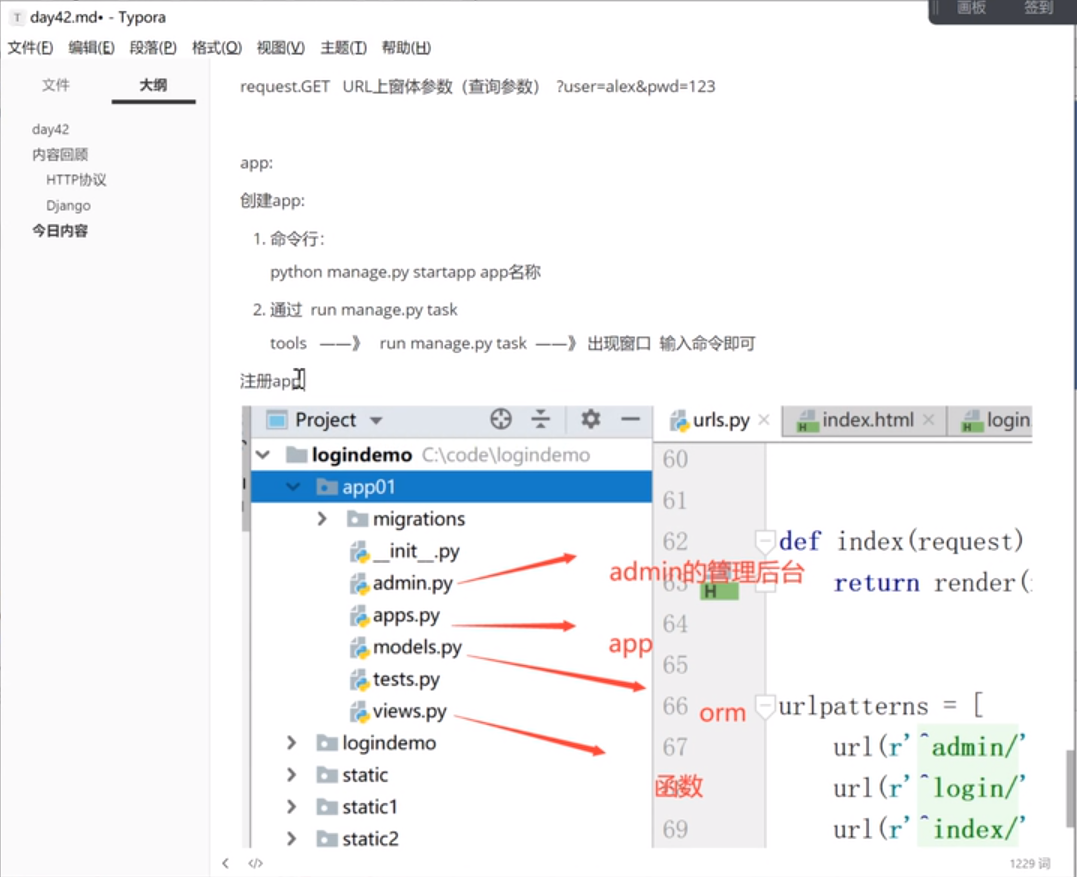 day42.md• - Typora
画板 签到
文件(F) 编辑(E) 段落(P) 格式(O) 视图(V) 主题(T) 帮助(H)
文件 大纲
day42
内容回顾
HTTP协议
Django
今日内容
request.GET URL上窗体参数（查询参数） ?user=alex&pwd=123
app:
创建app:
1. 命令行：
python manage.py startapp app名称
2. 通过 run manage.py task
tools ——》 run manage.py task ——》 出现窗口 输入命令即可
注册app
Project
logindemo C:\code\logindemo
app01
migrations
__init__.py
admin.py
apps.py
models.py
tests.py
views.py
logindemo
static
static1
static2
admin的管理后台
app
orm
函数
urls.py index.html login
60
61
62 def index(request)
63 return render(
64
65
66 urlpatterns = [
67 url(r'^admin/'
url(r'^login/'
69 url(r'^index/'
H
1229 词